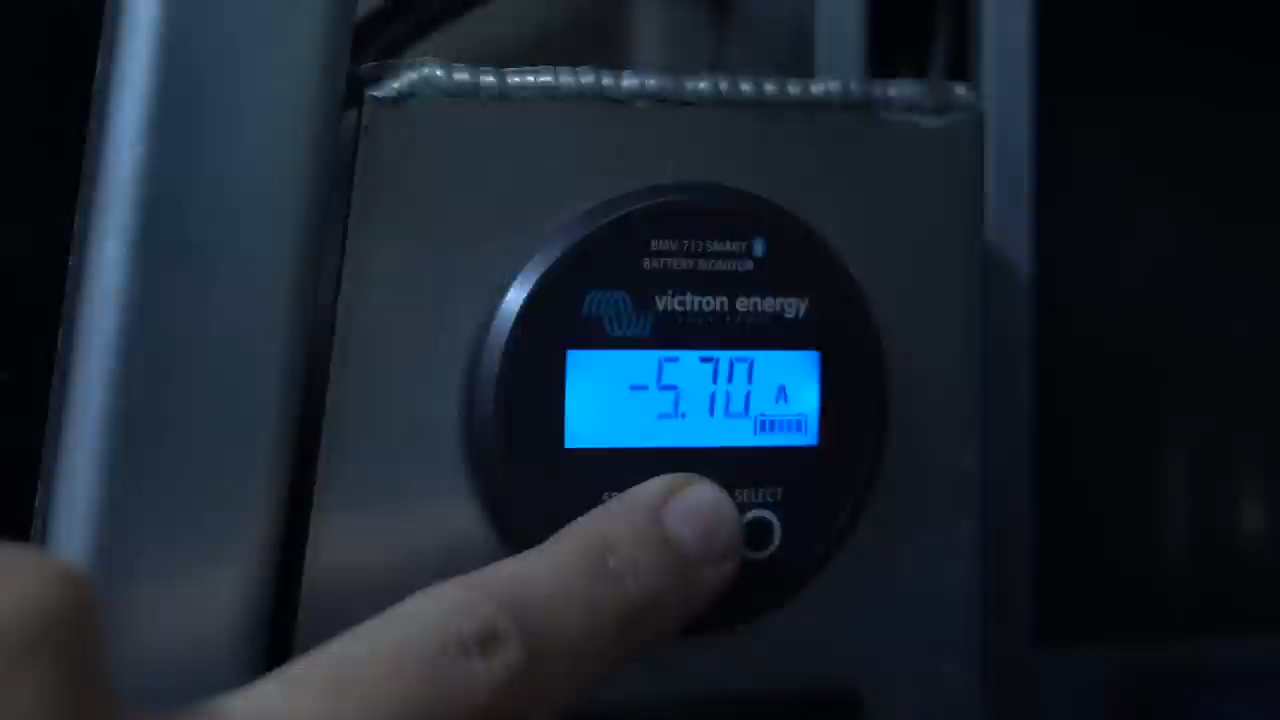 BMV-712 SMART
BATTERY MONITOR
victron energy
-5.70 A
SELECT